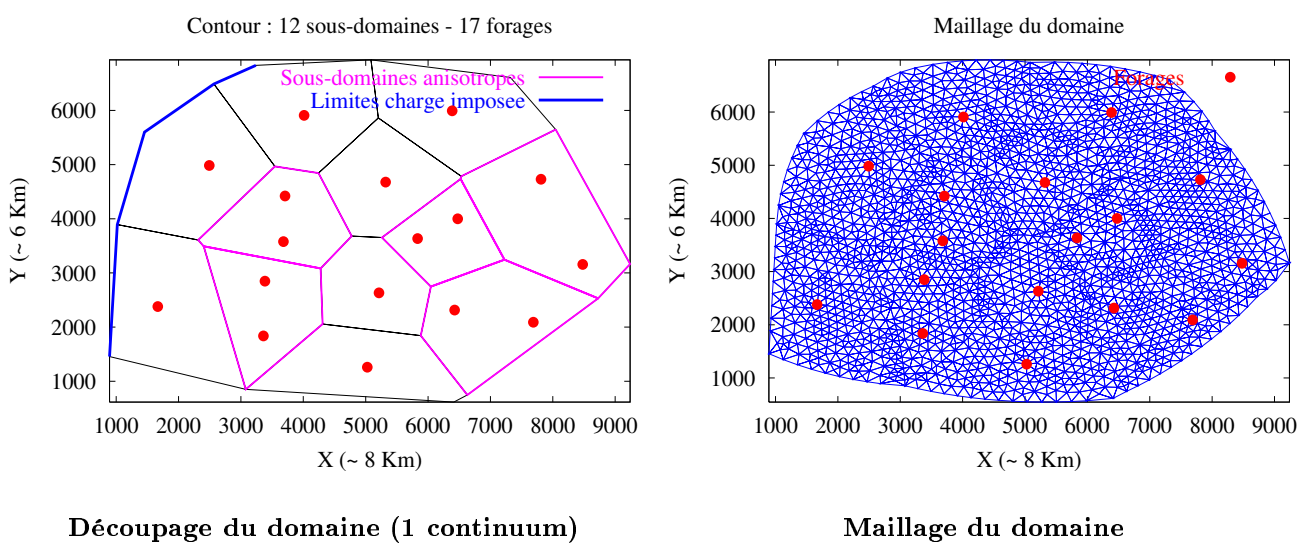 Contour : 12 sous-domaines - 17 forages
Sous-domaines anisotropes
Limites charge imposee
6000
5000
4000
3000
2000
1000
Y (~ 6 Km)
1000 2000 3000 4000 5000 6000 7000 8000 9000
X (~ 8 Km)
Découpage du domaine (1 continuum)
Maillage du domaine
Forages
6000
5000
4000
3000
2000
1000
Y (~ 6 Km)
1000 2000 3000 4000 5000 6000 7000 8000 9000
X (~ 8 Km)
Maillage du domaine